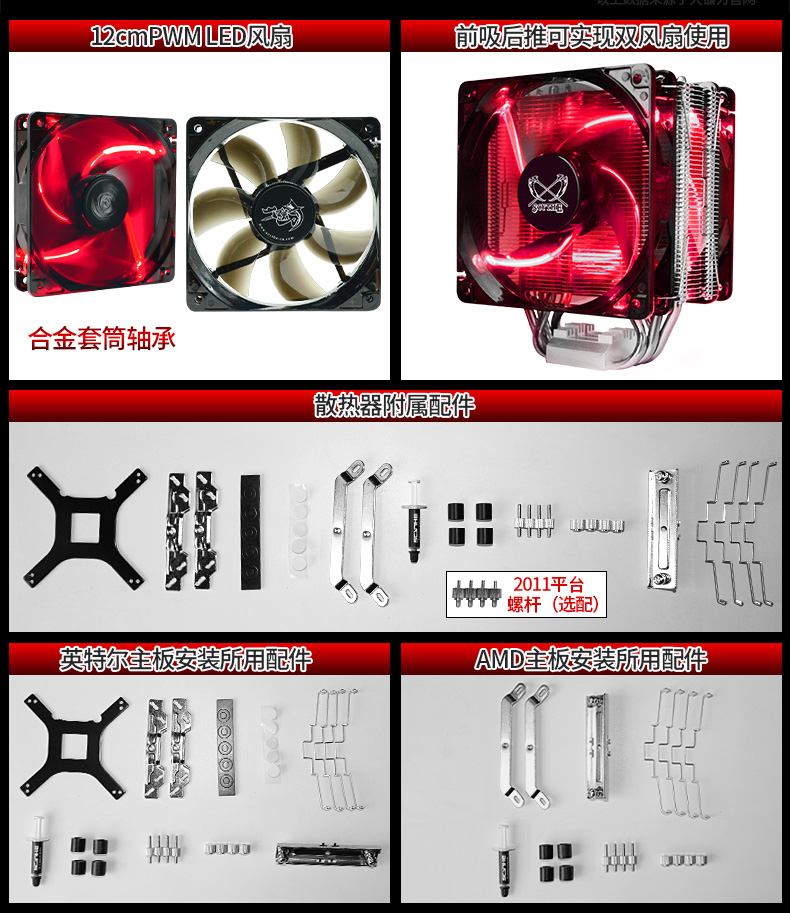 12cmPWM LED风扇
前吸后推可实现双风扇使用
SCYTHE
合金套筒轴承
散热器附属配件
2011平台
螺杆（选配）
英特尔主板安装所用配件
AMD主板安装所用配件